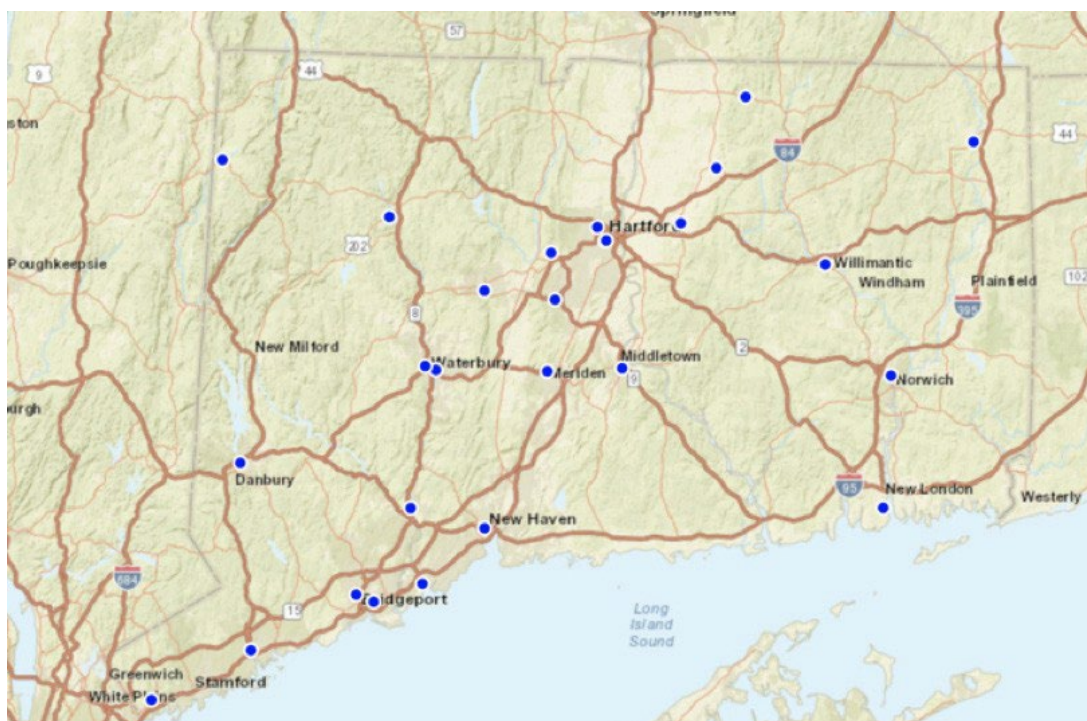 Springfield
57
44
9
ston
44
84
Hartford
202
Poughkeepsie
Willimantic
Windham
Plainfield
102
395
8
New Milford
Waterbury
Middletown
2
Meriden
9
Norwich
urgh
Danbury
95
New London
Westerly
New Haven
684
Bridgeport
15
Long
Island
Sound
Greenwich
Stamford
White Plains